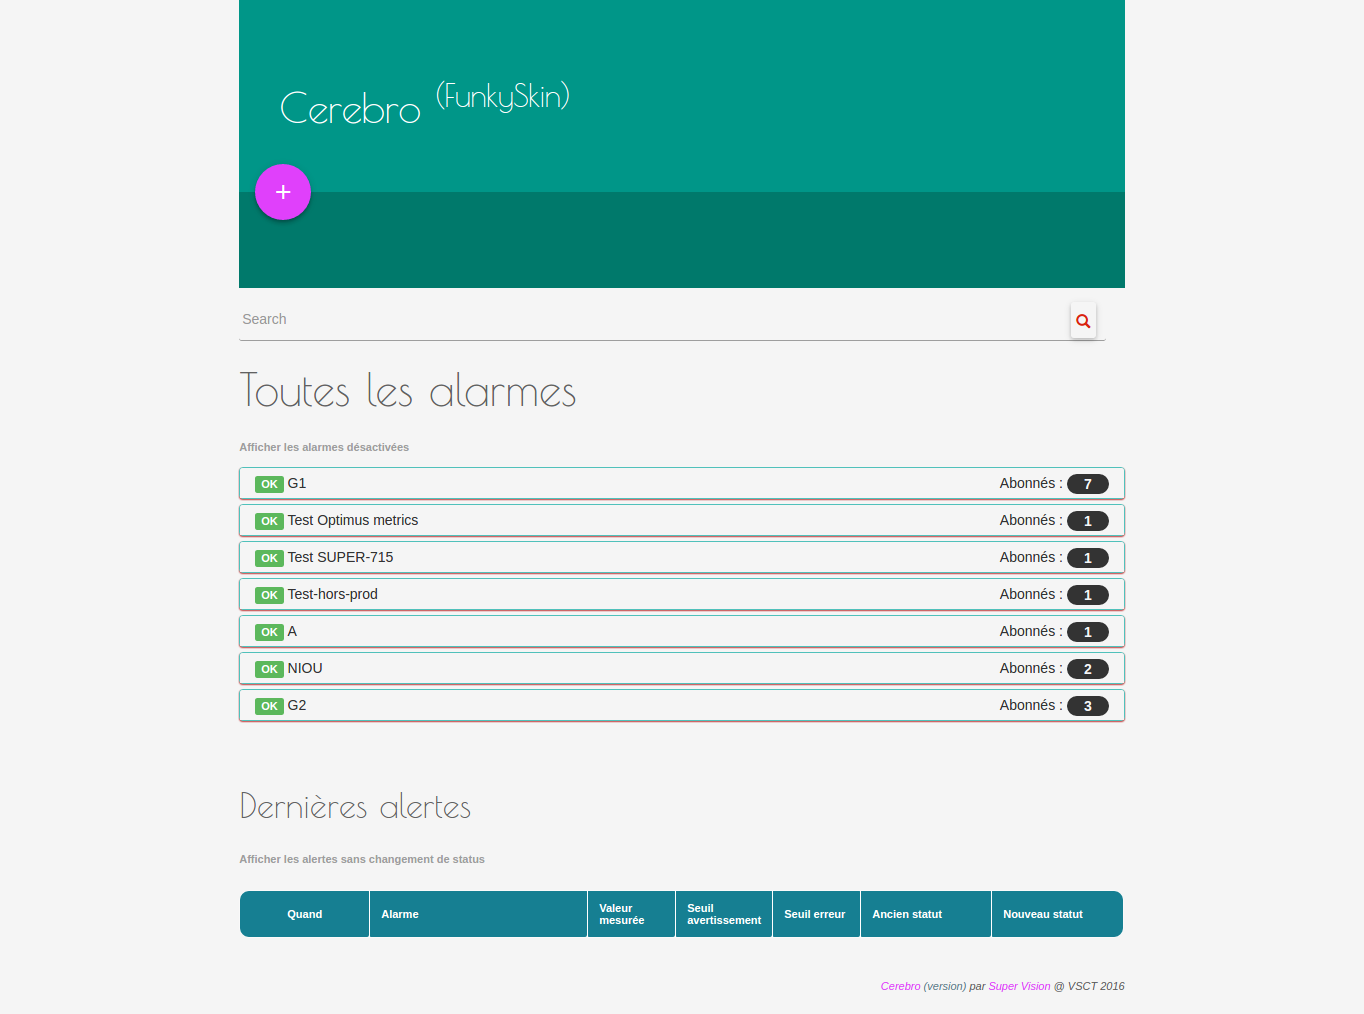 Cerebro (FunkySkin)
+
Search
Toutes les alarmes
Afficher les alarmes désactivées
OK G1 Abonnés : 7
OK Test Optimus metrics Abonnés : 1
OK Test SUPER-715 Abonnés : 1
OK Test-hors-prod Abonnés : 1
OK A Abonnés : 1
OK NIOU Abonnés : 2
OK G2 Abonnés : 3
Dernières alertes
Afficher les alertes sans changement de status
Quand Alarme Valeur mesurée Seuil avertissement Seuil erreur Ancien statut Nouveau statut
Cerebro (version) par Super Vision @ VSCT 2016